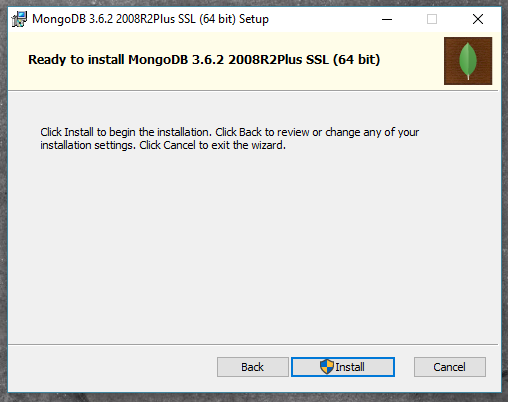 MongoDB 3.6.2 2008R2Plus SSL (64 bit) Setup
Ready to install MongoDB 3.6.2 2008R2Plus SSL (64 bit)
Click Install to begin the installation. Click Back to review or change any of your
installation settings. Click Cancel to exit the wizard.
Back Install Cancel